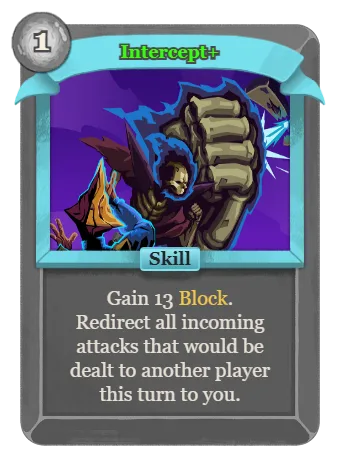 1
Intercept+
Skill
Gain 13 Block.
Redirect all incoming
attacks that would be
dealt to another player
this turn to you.